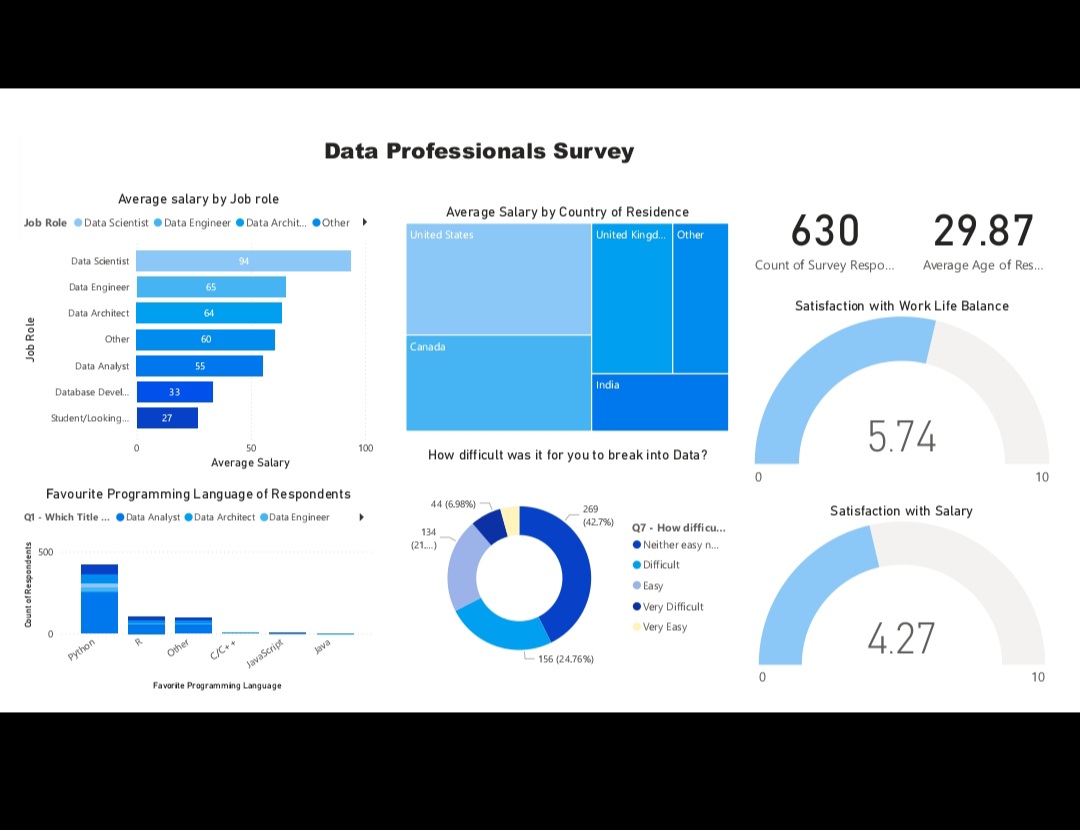 Data Professionals Survey
Average salary by Job role
Job Role Data Scientist Data Engineer Data Archit... Other
Job Role
Data Scientist 94
Data Engineer 65
Data Architect 64
Other 60
Data Analyst 55
Database Devel... 33
Student/Looking... 27
0 50 100
Average Salary
Favourite Programming Language of Respondents
Q1 - Which Title ... Data Analyst Data Architect Data Engineer
Count of Respondents
500
0
Python R Other C/C++ JavaScript Java
Favorite Programming Language
Average Salary by Country of Residence
United States
United Kingd...
Other
Canada
India
How difficult was it for you to break into Data?
44 (6.98%)
269
(42.7%)
134
(21....)
156 (24.76%)
Q7 - How difficu...
Neither easy n...
Difficult
Easy
Very Difficult
Very Easy
630
Count of Survey Respo...
29.87
Average Age of Res...
Satisfaction with Work Life Balance
5.74
0 10
Satisfaction with Salary
4.27
0 10